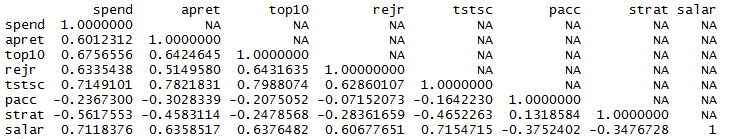 spend apret top10 rejr tstsc pacc strat salar
spend 1.0000000 NA NA NA NA NA NA NA
apret 0.6012312 1.0000000 NA NA NA NA NA NA
top10 0.6756556 0.6424645 1.0000000 NA NA NA NA NA
rejr 0.6335438 0.5149580 0.6431635 1.00000000 NA NA NA NA
tstsc 0.7149101 0.7821831 0.7988074 0.62860107 1.0000000 NA NA NA
pacc -0.2367300 -0.3028339 -0.2075052 -0.07152073 -0.1642230 1.0000000 NA NA
strat -0.5617553 -0.4583114 -0.2478568 -0.28361659 -0.4652263 0.1318584 1.0000000 NA
salar 0.7118376 0.6358517 0.6376482 0.60677651 0.7154715 -0.3752402 -0.3476728 1